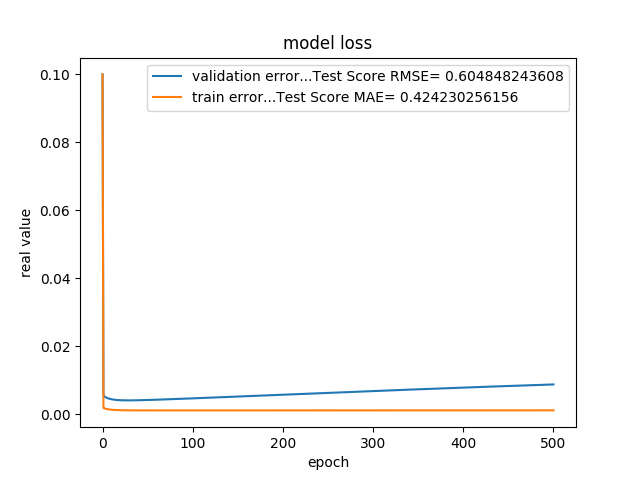 model loss
validation error...Test Score RMSE= 0.604848243608
train error...Test Score MAE= 0.424230256156
0.10
0.08
0.06
0.04
0.02
0.00
real value
0 100 200 300 400 500
epoch